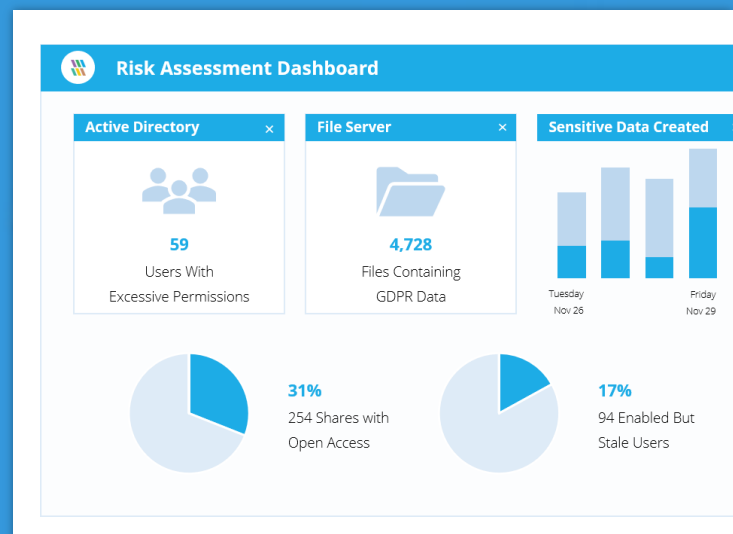 Risk Assessment Dashboard
Active Directory ×
59
Users With
Excessive Permissions
File Server ×
4,728
Files Containing
GDPR Data
Sensitive Data Created
Tuesday
Nov 26
Friday
Nov 29
31%
254 Shares with
Open Access
17%
94 Enabled But
Stale Users